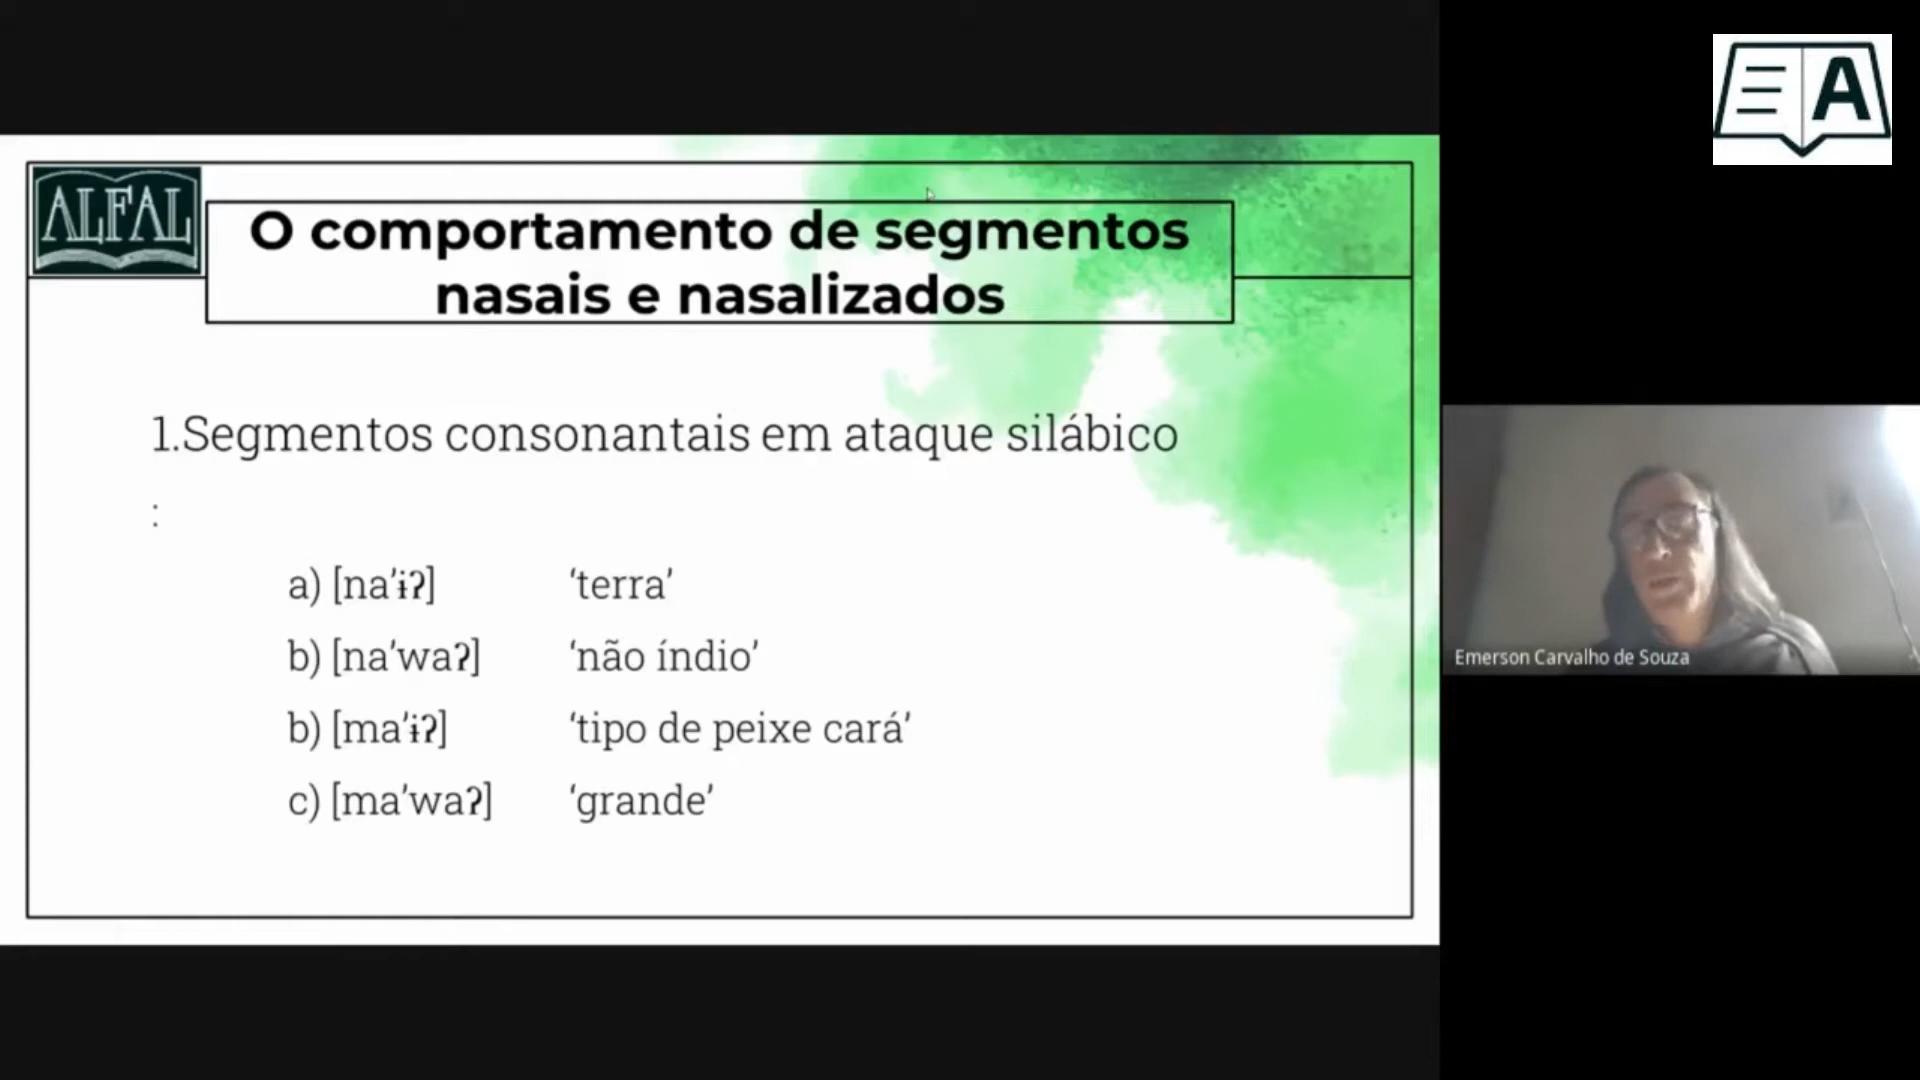 A
ALFAL
O comportamento de segmentos
nasais e nasalizados
1.Segmentos consonantais em ataque silábico
:
a) [na’ɨʔ] ‘terra’
b) [na’waʔ] ‘não índio’
b) [ma’ɨʔ] ‘tipo de peixe cará’
c) [ma’waʔ] ‘grande’
Emerson Carvalho de Souza